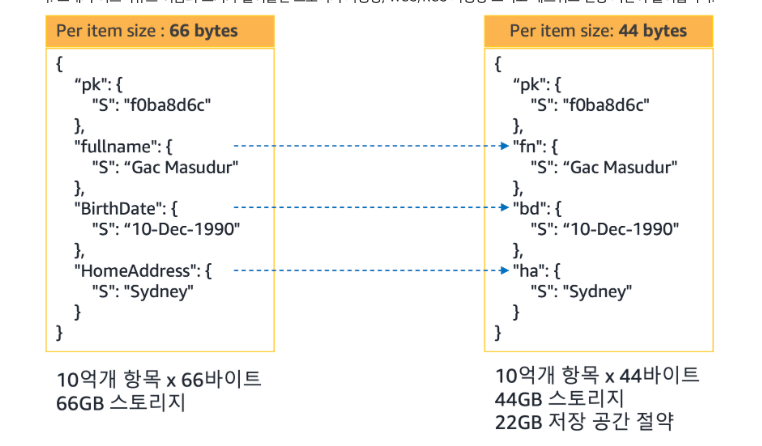 Per item size : 66 bytes
{
“pk": {
"S": "f0ba8d6c"
},
"fullname": {
"S": “Gac Masudur"
},
"BirthDate": {
"S": “10-Dec-1990"
},
"HomeAddress": {
"S": "Sydney"
}
}
10억개 항목 x 66바이트
66GB 스토리지
Per item size: 44 bytes
{
“pk": {
"S": "f0ba8d6c"
},
"fn": {
"S": “Gac Masudur"
},
"bd": {
"S": “10-Dec-1990"
},
"ha": {
"S": "Sydney"
}
}
10억개 항목 x 44바이트
44GB 스토리지
22GB 저장 공간 절약